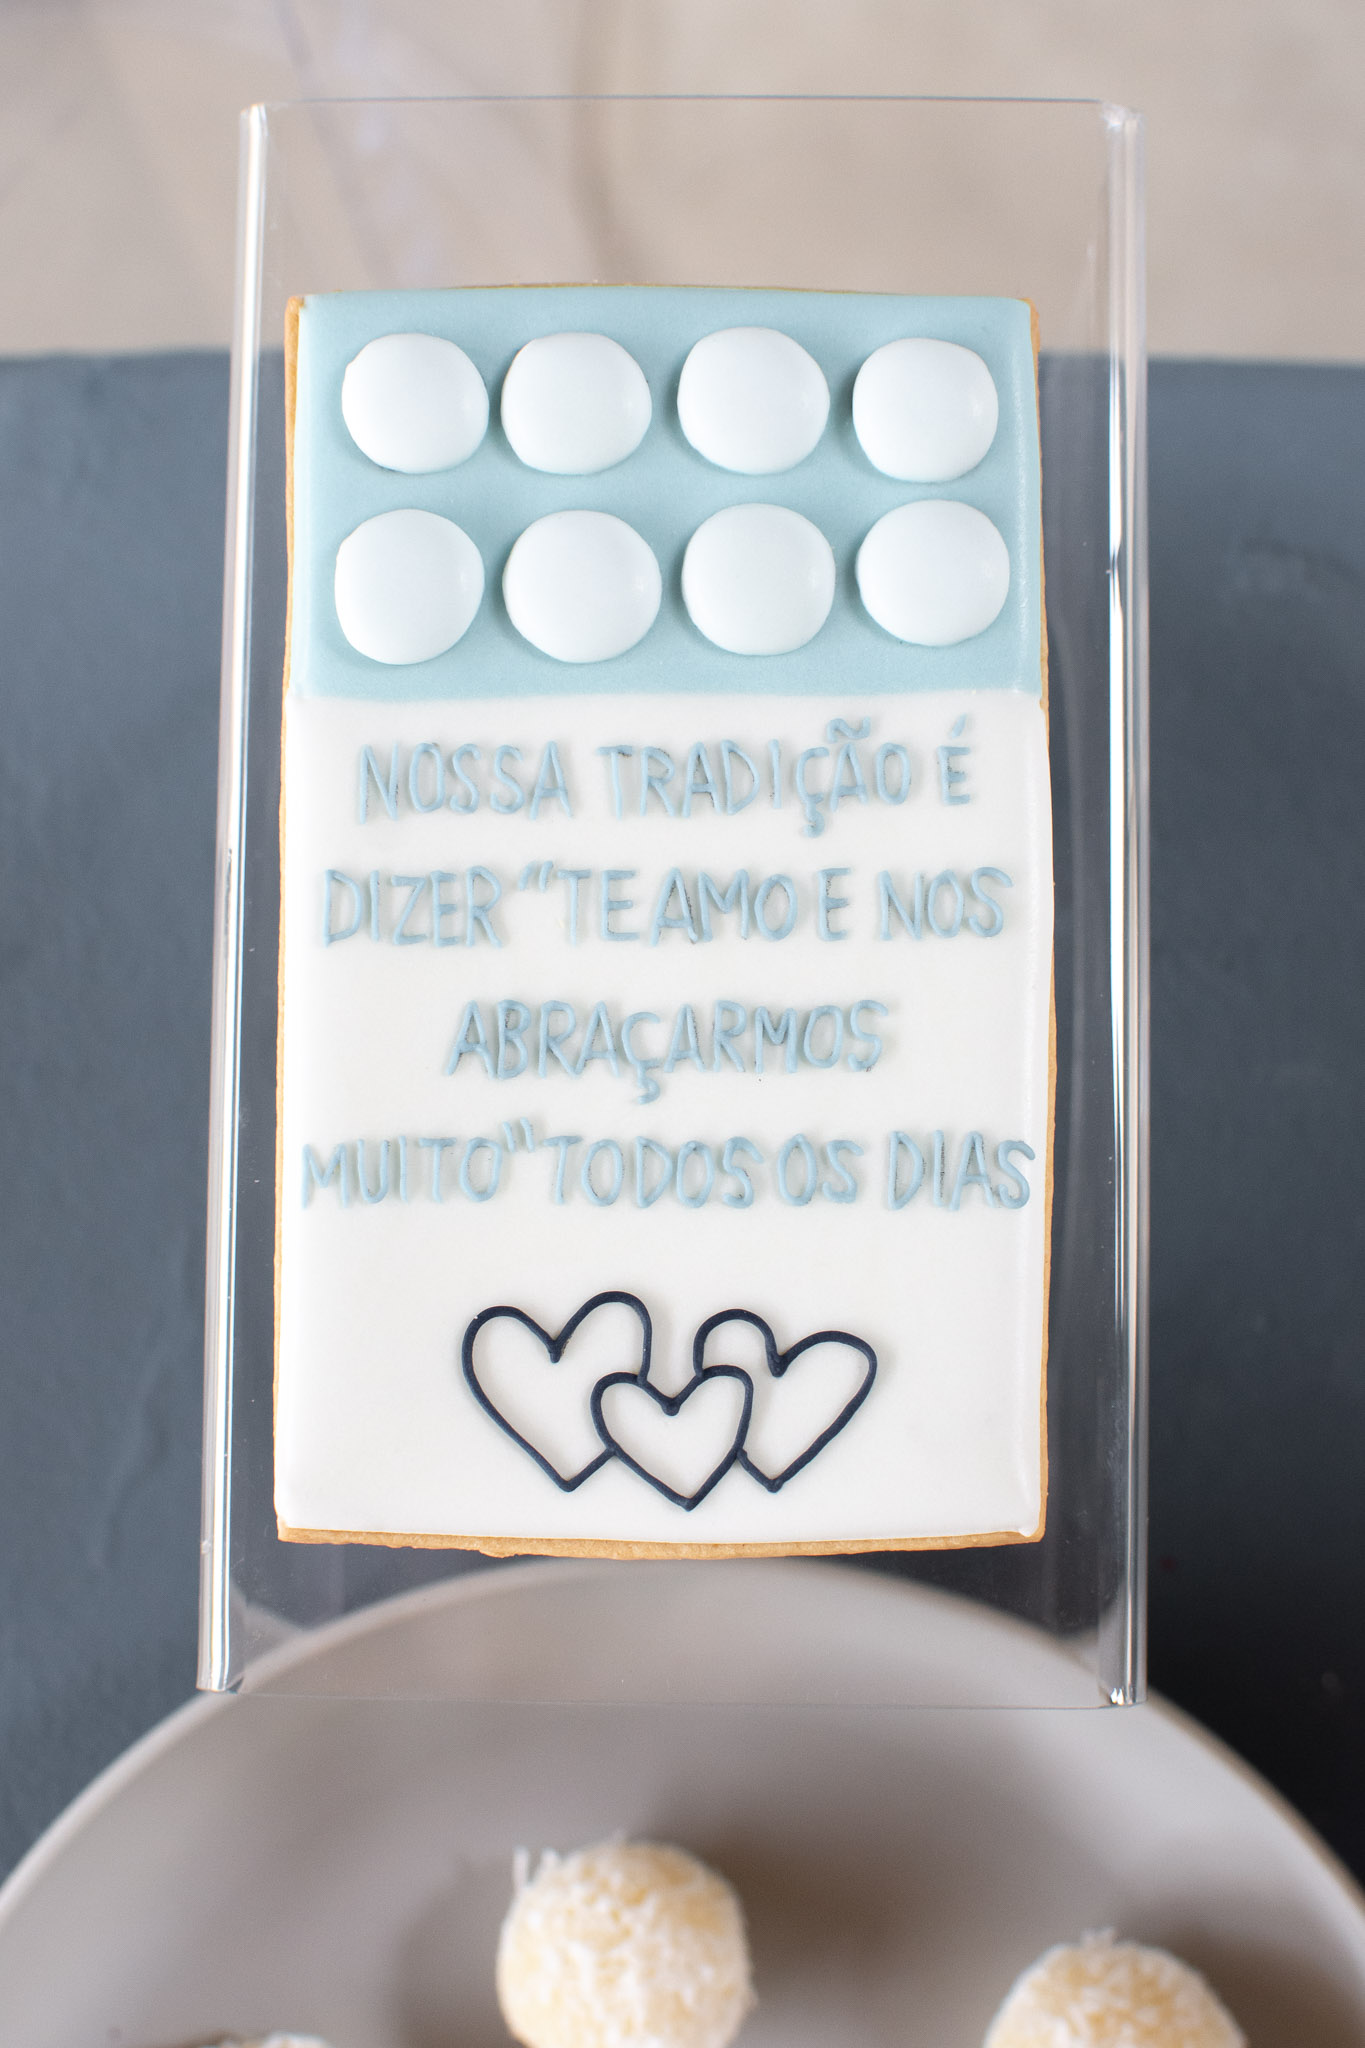 NOSSA TRADIÇÃO É
DIZER "TE AMO E NOS
ABRAÇARMOS
MUITO" TODOS OS DIAS